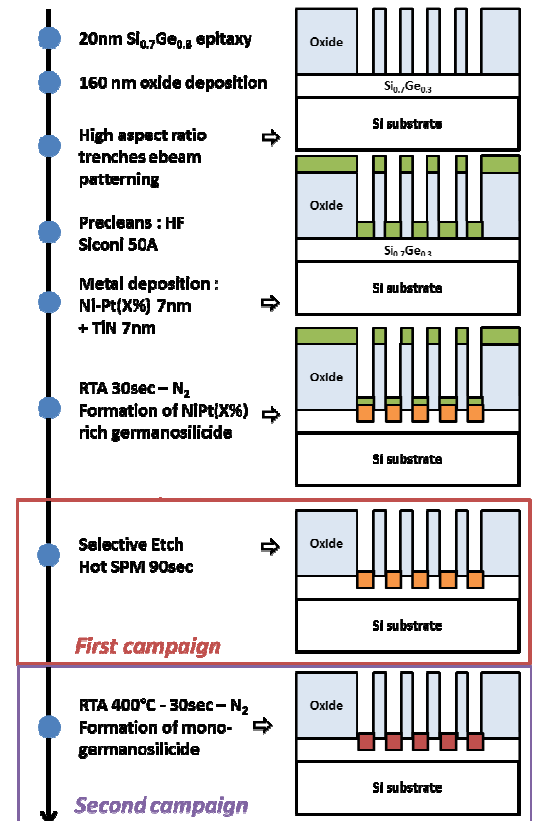 20nm Si0.7Ge0.3 epitaxy
160 nm oxide deposition
High aspect ratio
trenches ebeam
patterning
Precleans : HF
Siconi 50A
Metal deposition :
Ni-Pt(X%) 7nm
+ TiN 7nm
RTA 30sec – N2
Formation of NiPt(X%)
rich germanosilicide
Selective Etch
Hot SPM 90sec
First campaign
RTA 400°C - 30sec – N2
Formation of mono-
germanosilicide
Second campaign
Oxide
Si0.7Ge0.3
Si substrate
Oxide
Si0.7Ge0.3
Si substrate
Oxide
Si substrate
Oxide
Si substrate
Oxide
Si substrate